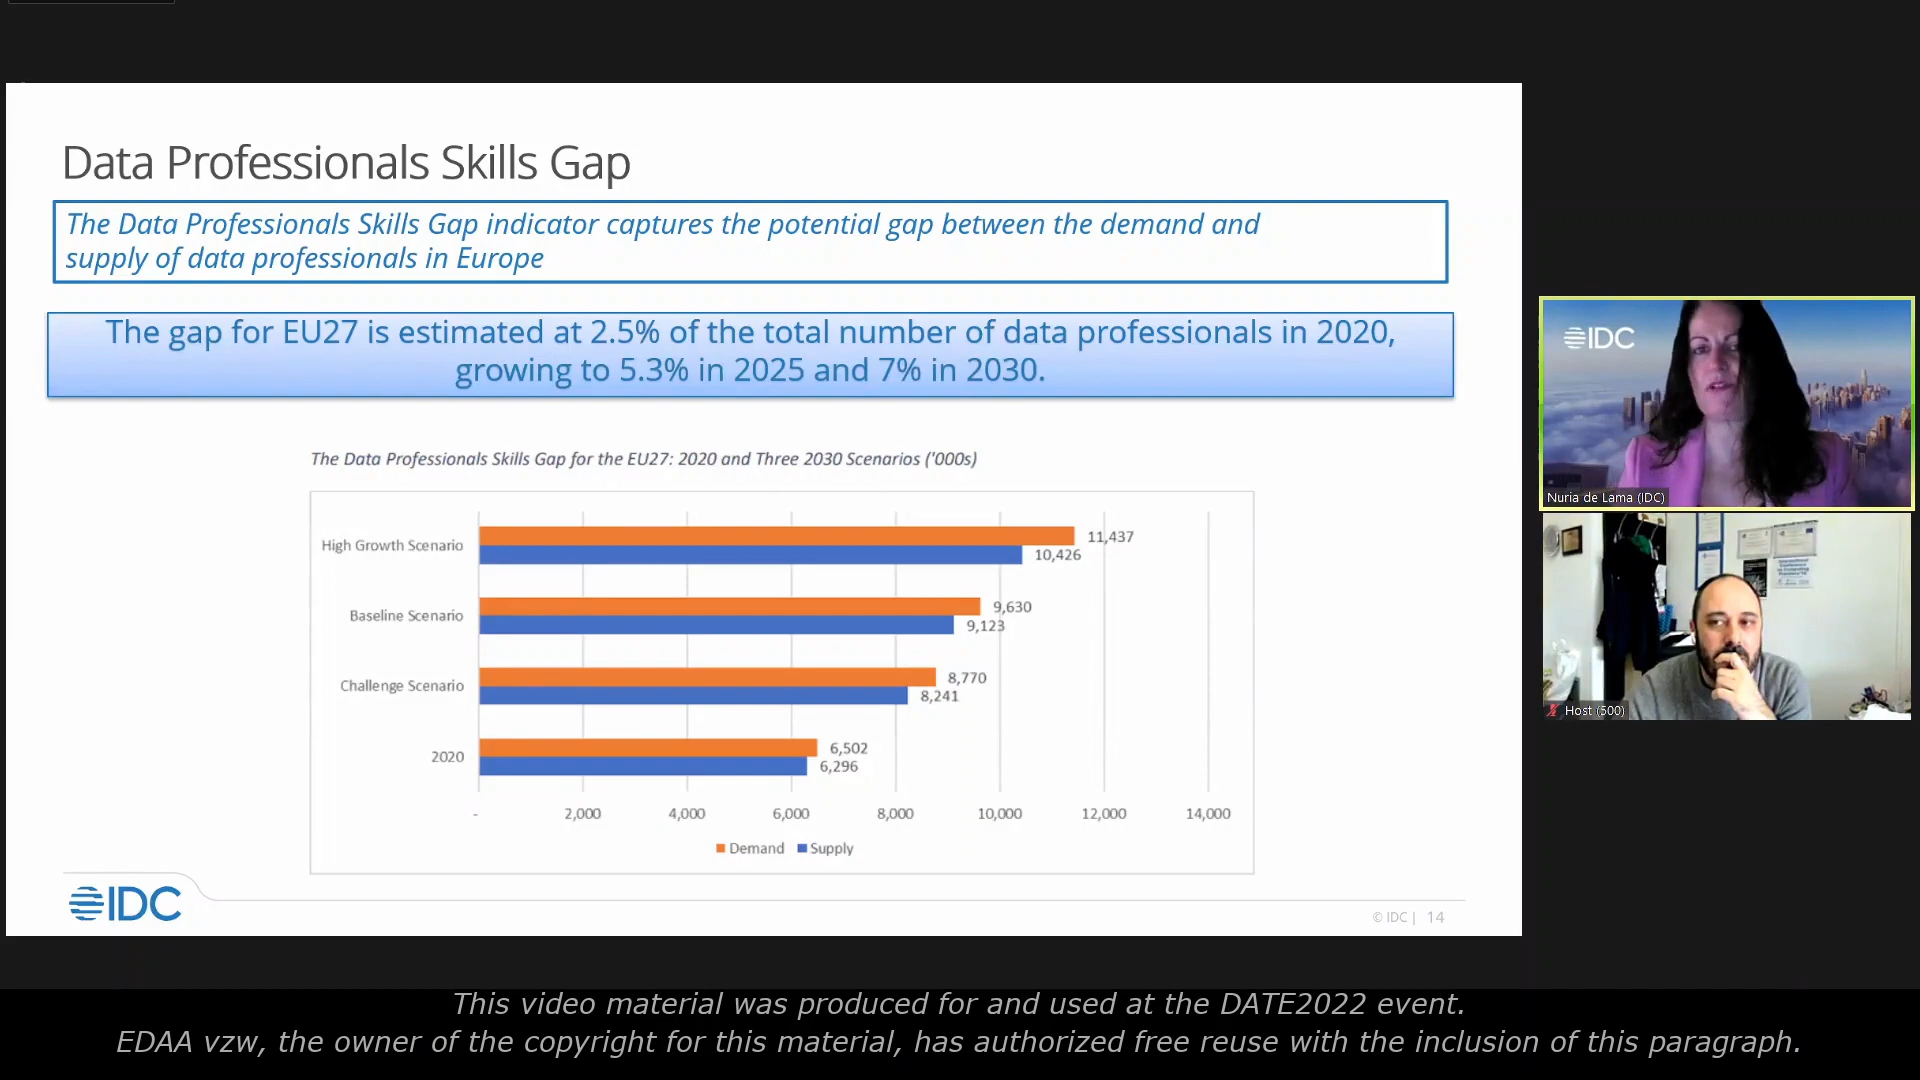 Data Professionals Skills Gap
The Data Professionals Skills Gap indicator captures the potential gap between the demand and
supply of data professionals in Europe
The gap for EU27 is estimated at 2.5% of the total number of data professionals in 2020,
growing to 5.3% in 2025 and 7% in 2030.
The Data Professionals Skills Gap for the EU27: 2020 and Three 2030 Scenarios ('000s)
High Growth Scenario
11,437
10,426
Baseline Scenario
9,630
9,123
Challenge Scenario
8,770
8,241
2020
6,502
6,296
- 2,000 4,000 6,000 8,000 10,000 12,000 14,000
Demand Supply
IDC
© IDC | 14
IDC
Nuria de Lama (IDC)
Host (500)
This video material was produced for and used at the DATE2022 event.
EDAA vzw, the owner of the copyright for this material, has authorized free reuse with the inclusion of this paragraph.